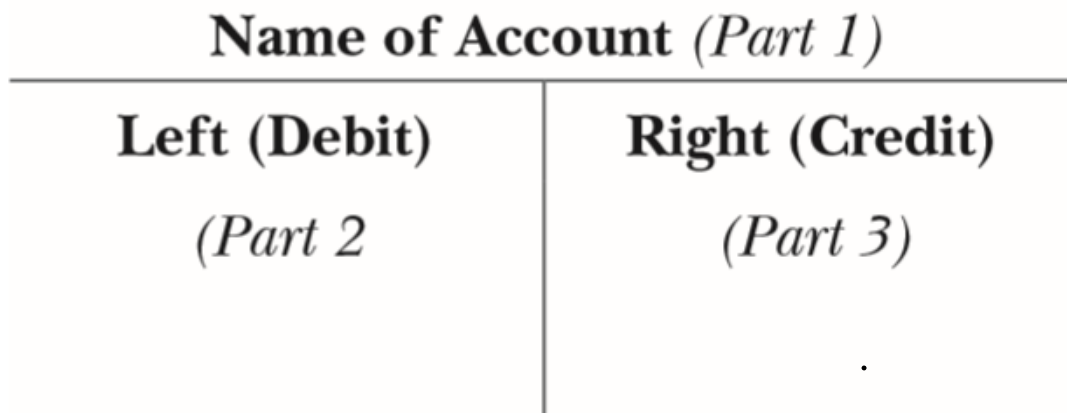 Name of Account (Part 1)
Left (Debit)
Right (Credit)
(Part 2
(Part 3)
.